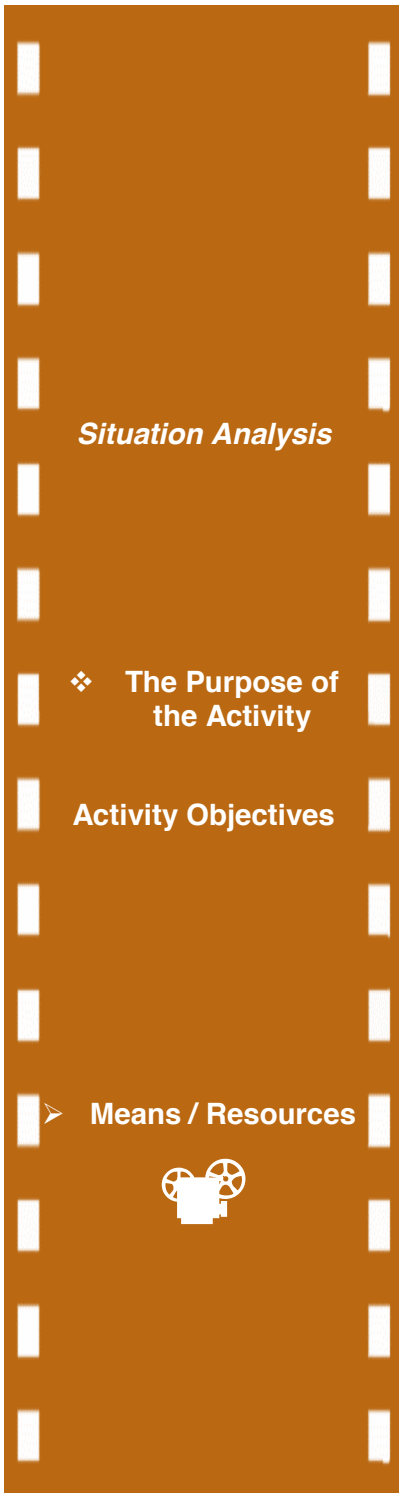 Situation Analysis
❖ The Purpose of
the Activity
Activity Objectives
➢ Means / Resources